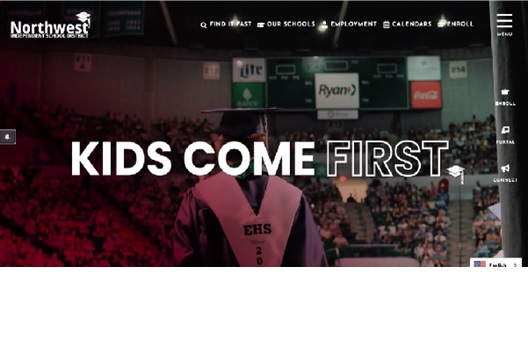 Northwest
INDEPENDENT SCHOOL DISTRICT
FIND IT FAST
OUR SCHOOLS
EMPLOYMENT
CALENDARS
ENROLL
MENU
Lite
Ryan
Coca-Cola
ENROLL
PORTAL
CONNECT
KIDS COME FIRST
EHS
Class
2
0
English